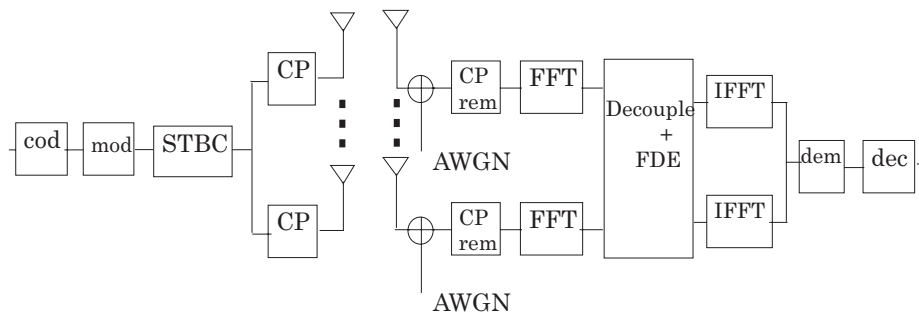 cod
mod
STBC
CP
CP
AWGN
CP
rem
FFT
AWGN
CP
rem
FFT
Decouple
+
FDE
IFFT
IFFT
dem
dec